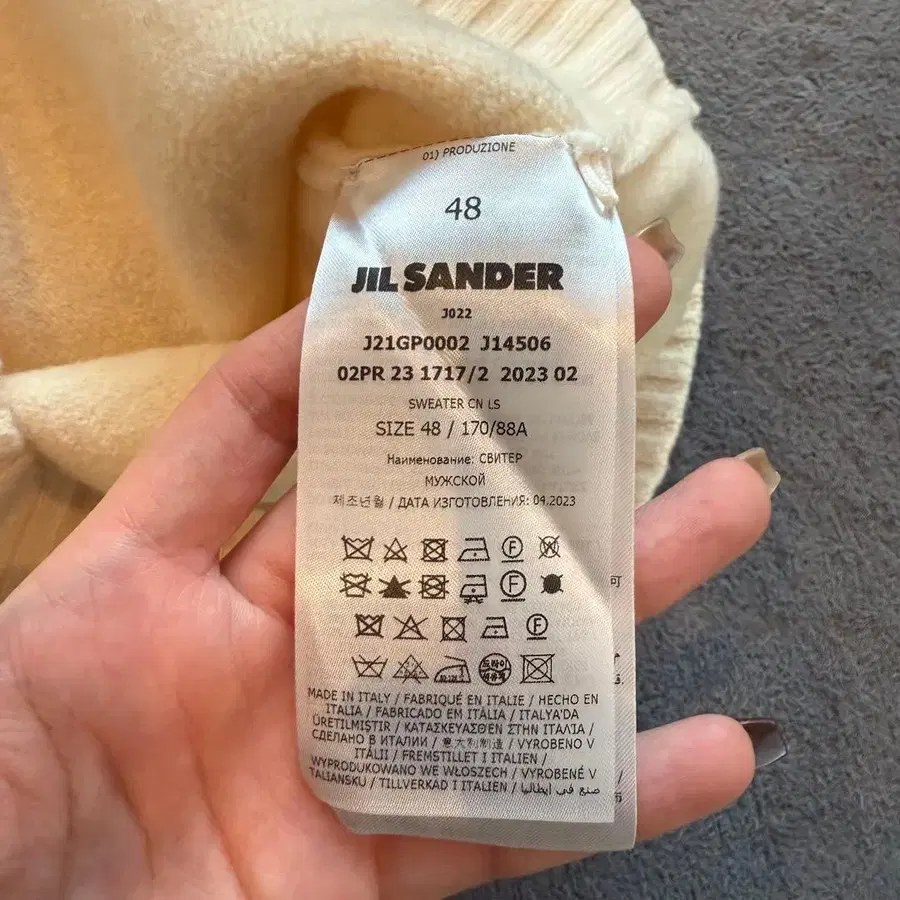 01) PRODUZIONE
48
JIL SANDER
J022
J21GP0002 J14506
02PR 23 1717/2 2023 02
SWEATER CN LS
SIZE 48 / 170/88A
Наименование: СВИТЕР
МУЖСКОЙ
제조년월 / ДАТА ИЗГОТОВЛЕНИЯ: 04.2023
F W
F
F
드라이
MADE IN ITALY / FABRIQUÉ EN ITALIE / HECHO EN
ITALIA / FABRICADO EM ITÁLIA / ITALYA'DA
ÜRETILMIŞTIR / ΚΑΤΑΣΚΕΥΑΣΘΕΝ ΣΤΗΝ ΙΤΑΛΙΑ /
СДЕЛАНО В ИТАЛИИ / 意大利制造 / VYROBENO V
ITÁLII / FREMSTILLET I ITALIEN /
WYPRODUKOWANO WE WŁOSZECH / VYROBENÉ V
TALIANSKU / TILLVERKAD I ITALIEN / صنع في إيطاليا